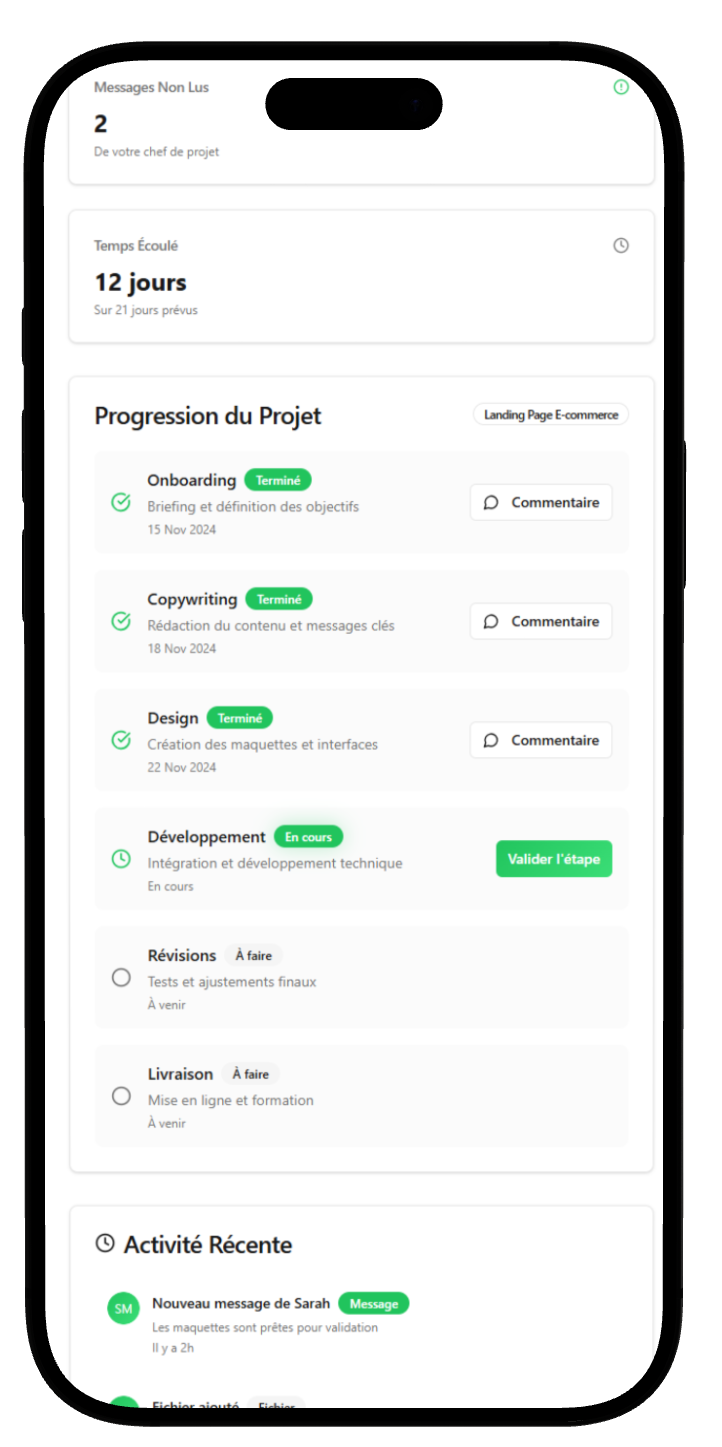 Messages Non Lus
2
De votre chef de projet
Temps Écoulé
12 jours
Sur 21 jours prévus
Progression du Projet
Landing Page E-commerce
Onboarding Terminé
Briefing et définition des objectifs
15 Nov 2024
Commentaire
Copywriting Terminé
Rédaction du contenu et messages clés
18 Nov 2024
Commentaire
Design Terminé
Création des maquettes et interfaces
22 Nov 2024
Commentaire
Développement En cours
Intégration et développement technique
En cours
Valider l'étape
Révisions À faire
Tests et ajustements finaux
À venir
Livraison À faire
Mise en ligne et formation
À venir
Activité Récente
SM
Nouveau message de Sarah Message
Les maquettes sont prêtes pour validation
Il y a 2h
Fichier ajouté Fichier